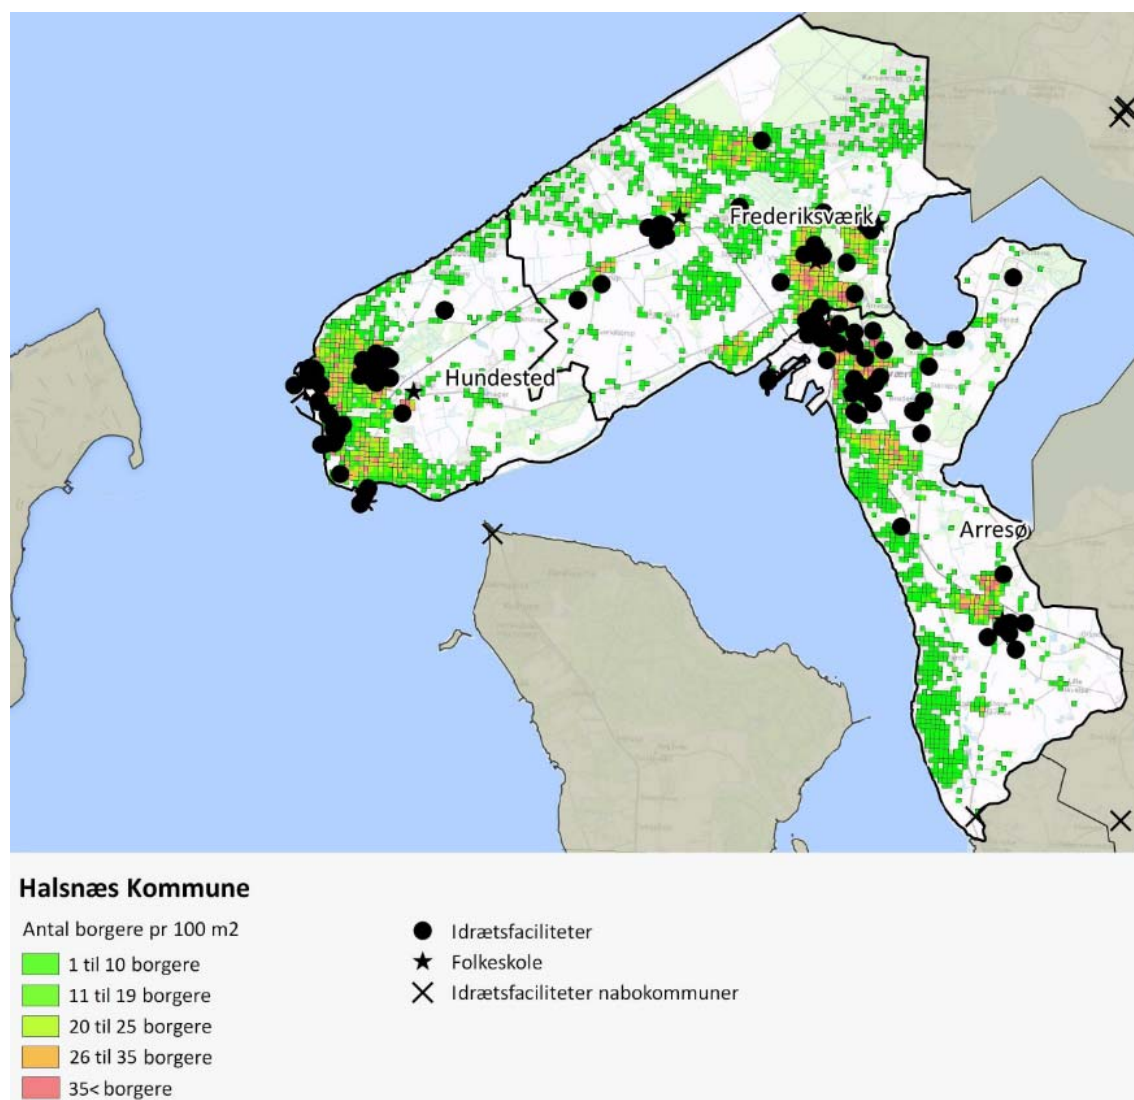 Frederiksværk
Hundested
Arresø
Halsnæs Kommune
Antal borgere pr 100 m2
1 til 10 borgere
11 til 19 borgere
20 til 25 borgere
26 til 35 borgere
35< borgere
Idrætsfaciliteter
Folkeskole
Idrætsfaciliteter nabokommuner